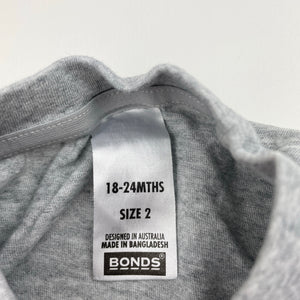 18-24MTHS
SIZE 2
DESIGNED IN AUSTRALIA
MADE IN BANGLADESH
BONDS®